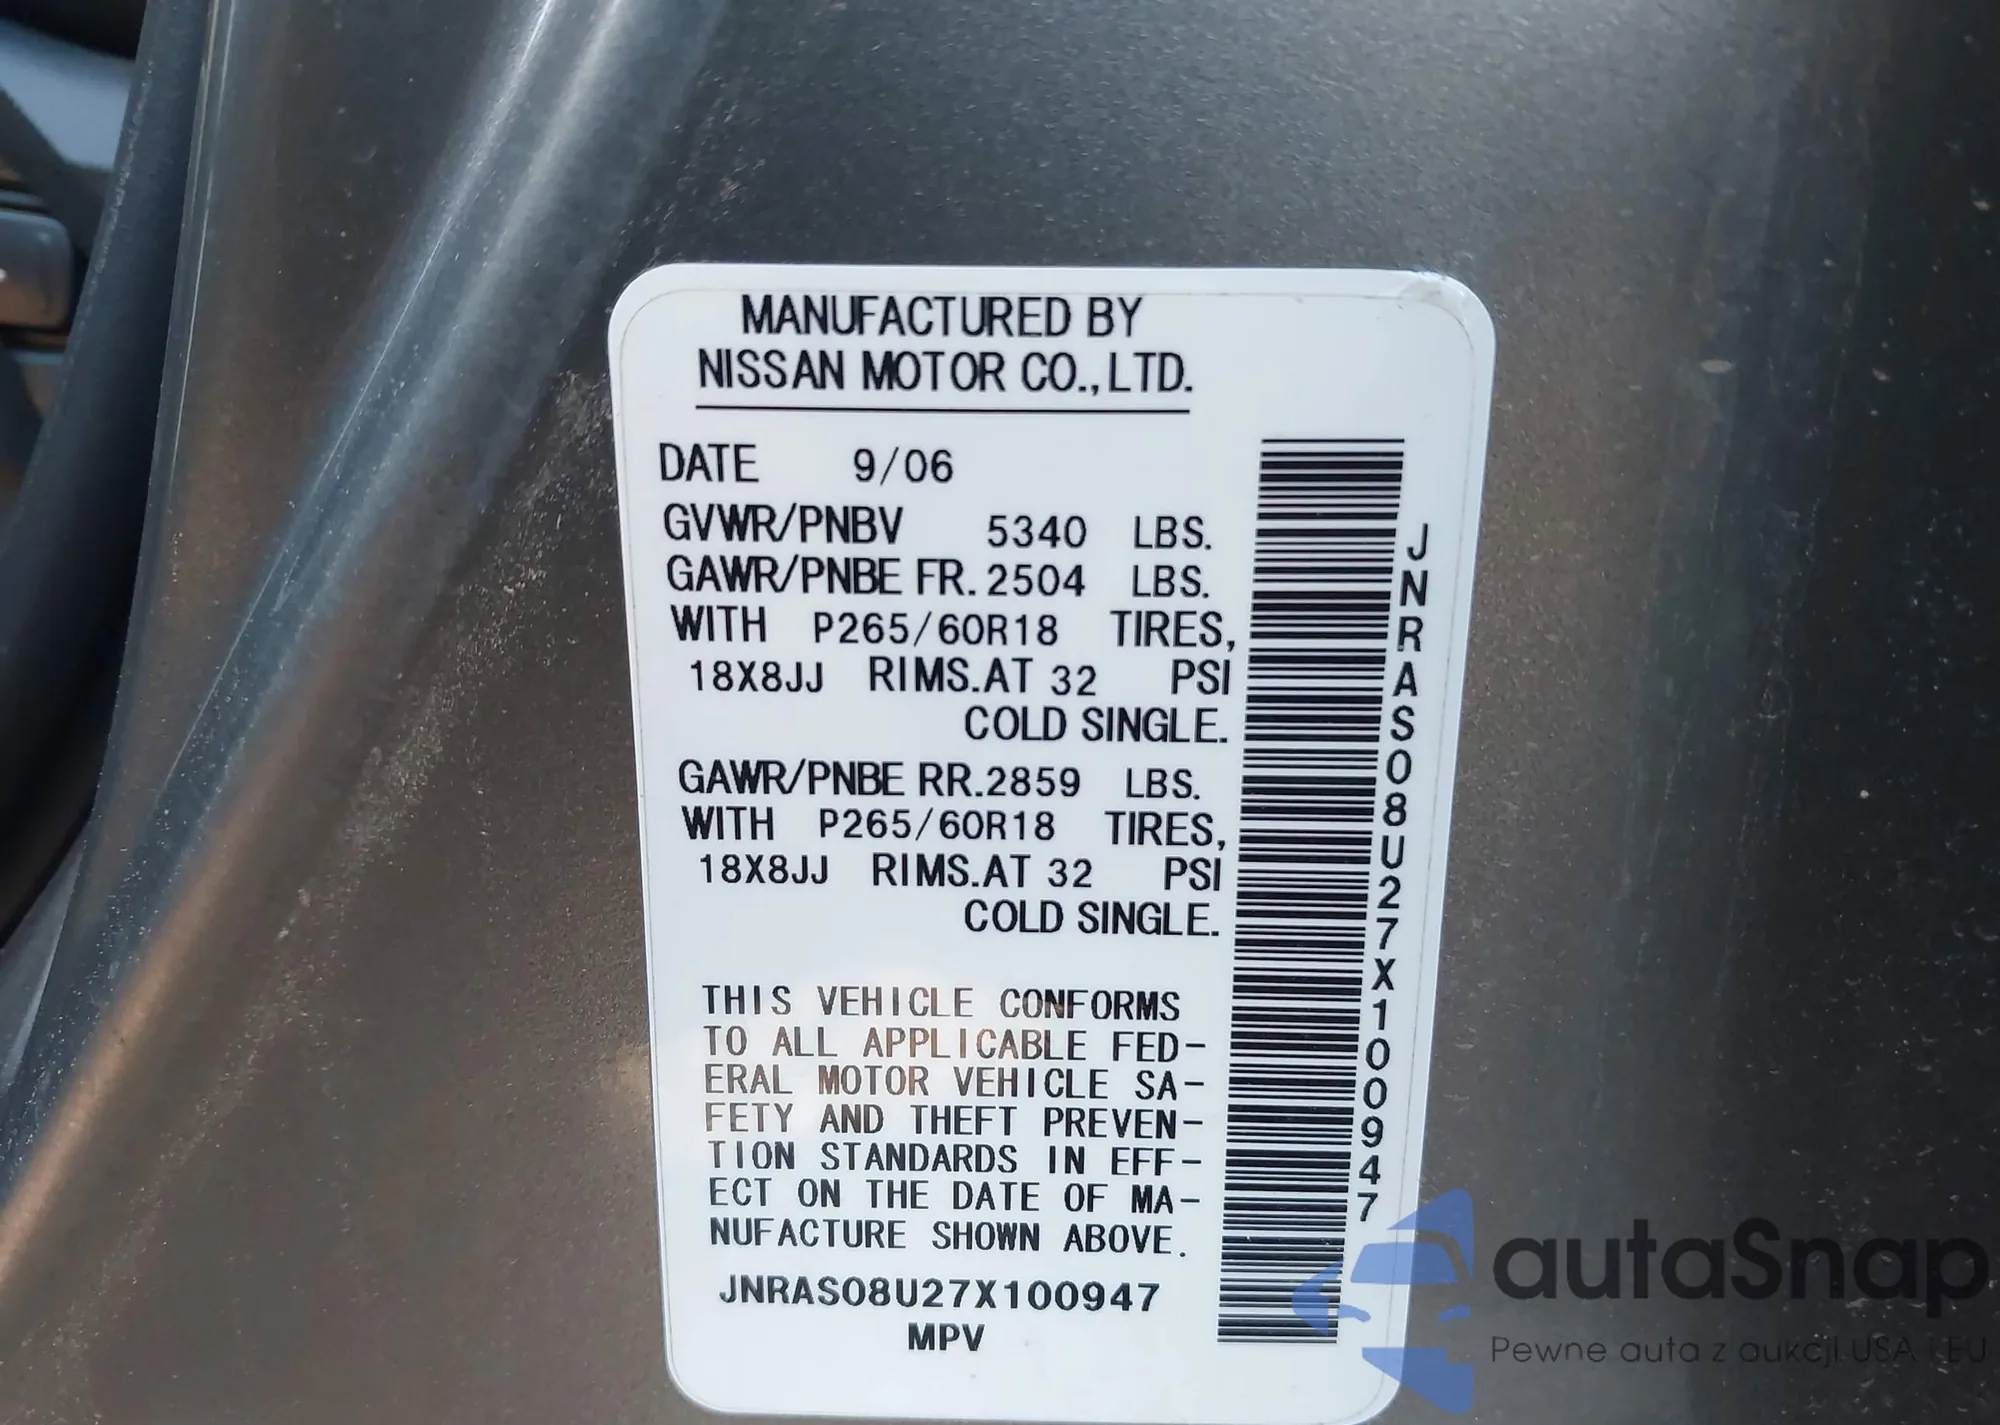 MANUFACTURED BY
NISSAN MOTOR CO.,LTD.
DATE 9/06
GVWR/PNBV 5340 LBS.
GAWR/PNBE FR. 2504 LBS.
WITH P265/60R18 TIRES,
18X8JJ RIMS.AT 32 PSI
COLD SINGLE.
GAWR/PNBE RR.2859 LBS.
WITH P265/60R18 TIRES,
18X8JJ RIMS.AT 32 PSI
COLD SINGLE.
THIS VEHICLE CONFORMS
TO ALL APPLICABLE FED-
ERAL MOTOR VEHICLE SA-
FETY AND THEFT PREVEN-
TION STANDARDS IN EFF-
ECT ON THE DATE OF MA-
NUFACTURE SHOWN ABOVE.
JNRAS08U27X100947
MPV
JNRAS08U27X100947
autaSnap
Pewne auta z aukcji USA i EU